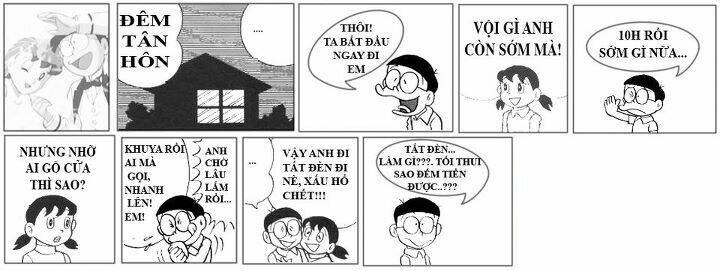 ĐÊM
TÂN
HÔN
....
THÔI!
TA BẮT ĐẦU
NGAY ĐI
EM
VỘI GÌ ANH
CÒN SỚM MÀ!
10H RỒI
SỚM GÌ NỮA...
NHƯNG NHỠ
AI GÕ CỬA
THÌ SAO?
KHUYA RỒI
AI MÀ
GỌI,
NHANH
LÊN!
EM!
ANH
CHỜ
LÂU
LẮM
RỒI...
...
VẬY ANH ĐI
TẮT ĐÈN ĐI
NÈ, XẤU HỔ
CHẾT!!!
TẮT ĐÈN...
LÀM GÌ???. TỐI THUI
SAO ĐẾM TIỀN
ĐƯỢC..???